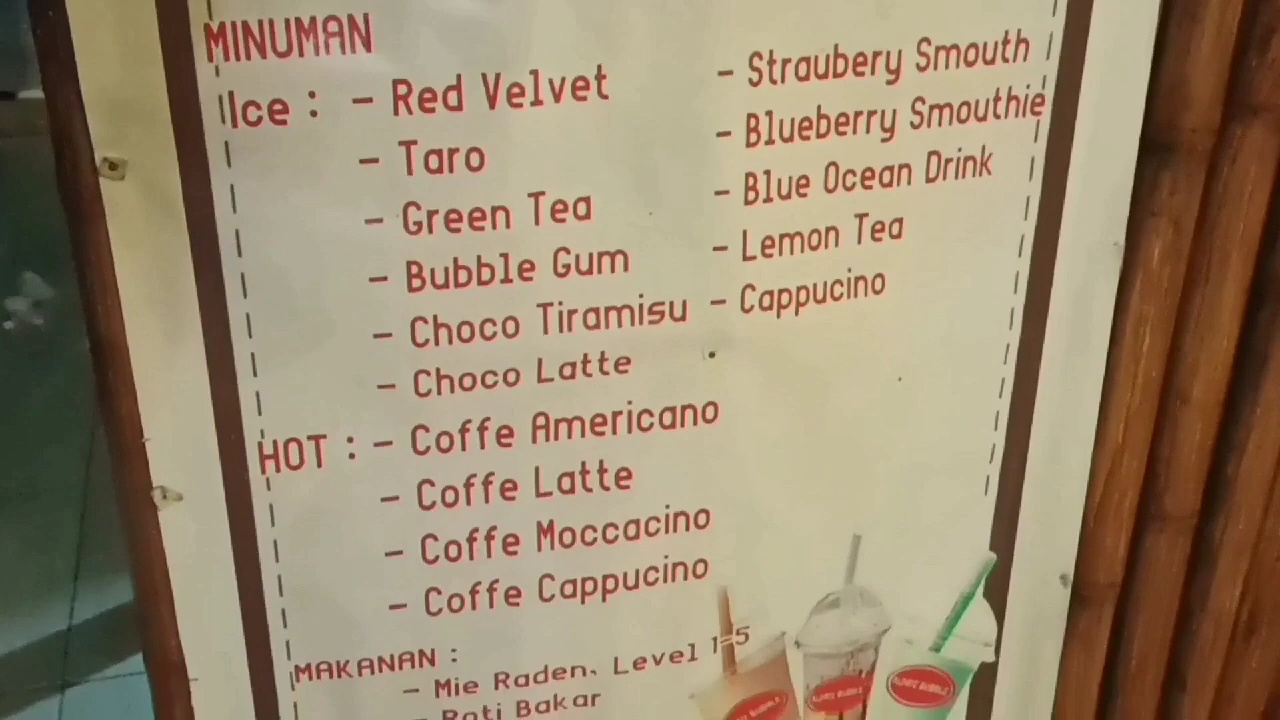 MINUMAN
Ice : - Red Velvet
- Taro
- Green Tea
- Bubble Gum
- Choco Tiramisu
- Choco Latte
- Straubery Smouth
- Blueberry Smouthie
- Blue Ocean Drink
- Lemon Tea
- Cappucino
HOT : - Coffe Americano
- Coffe Latte
- Coffe Moccacino
- Coffe Cappucino
MAKANAN :
- Mie Raden. Level 1-5
- Roti Bakar
BUBBLE